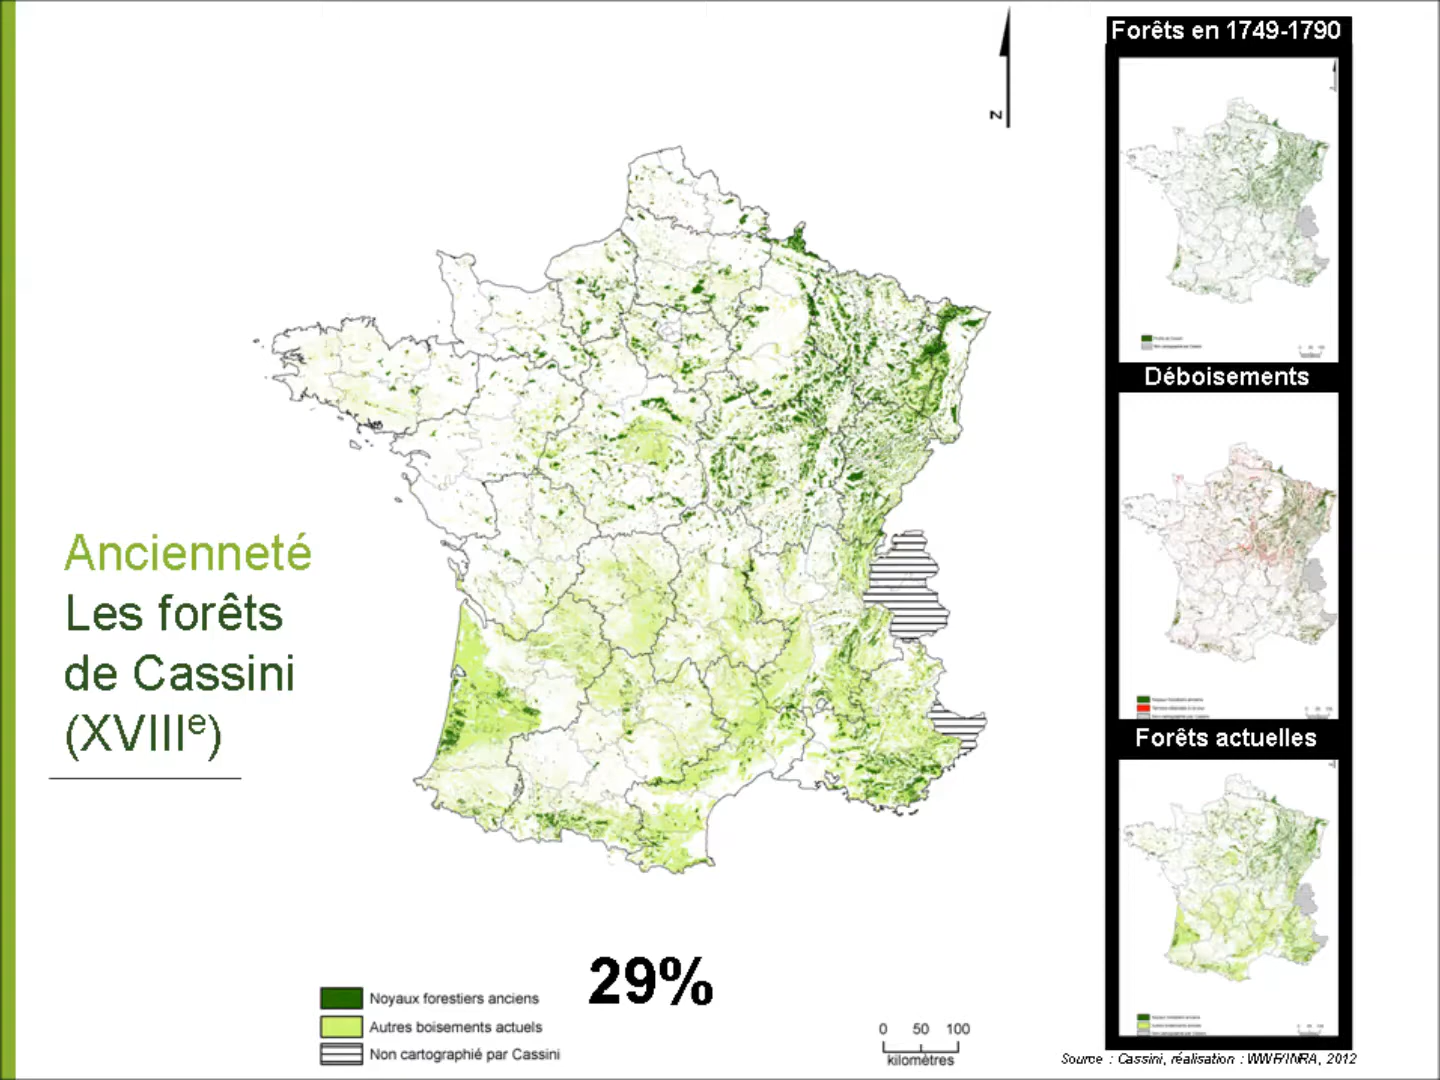 Ancienneté
Les forêts
de Cassini
(XVIIIe)
N
29%
Noyaux forestiers anciens
Autres boisements actuels
Non cartographié par Cassini
0 50 100
kilomètres
Forêts en 1749-1790
Déboisements
Forêts actuelles
Source : Cassini, réalisation : WWF/INRA, 2012